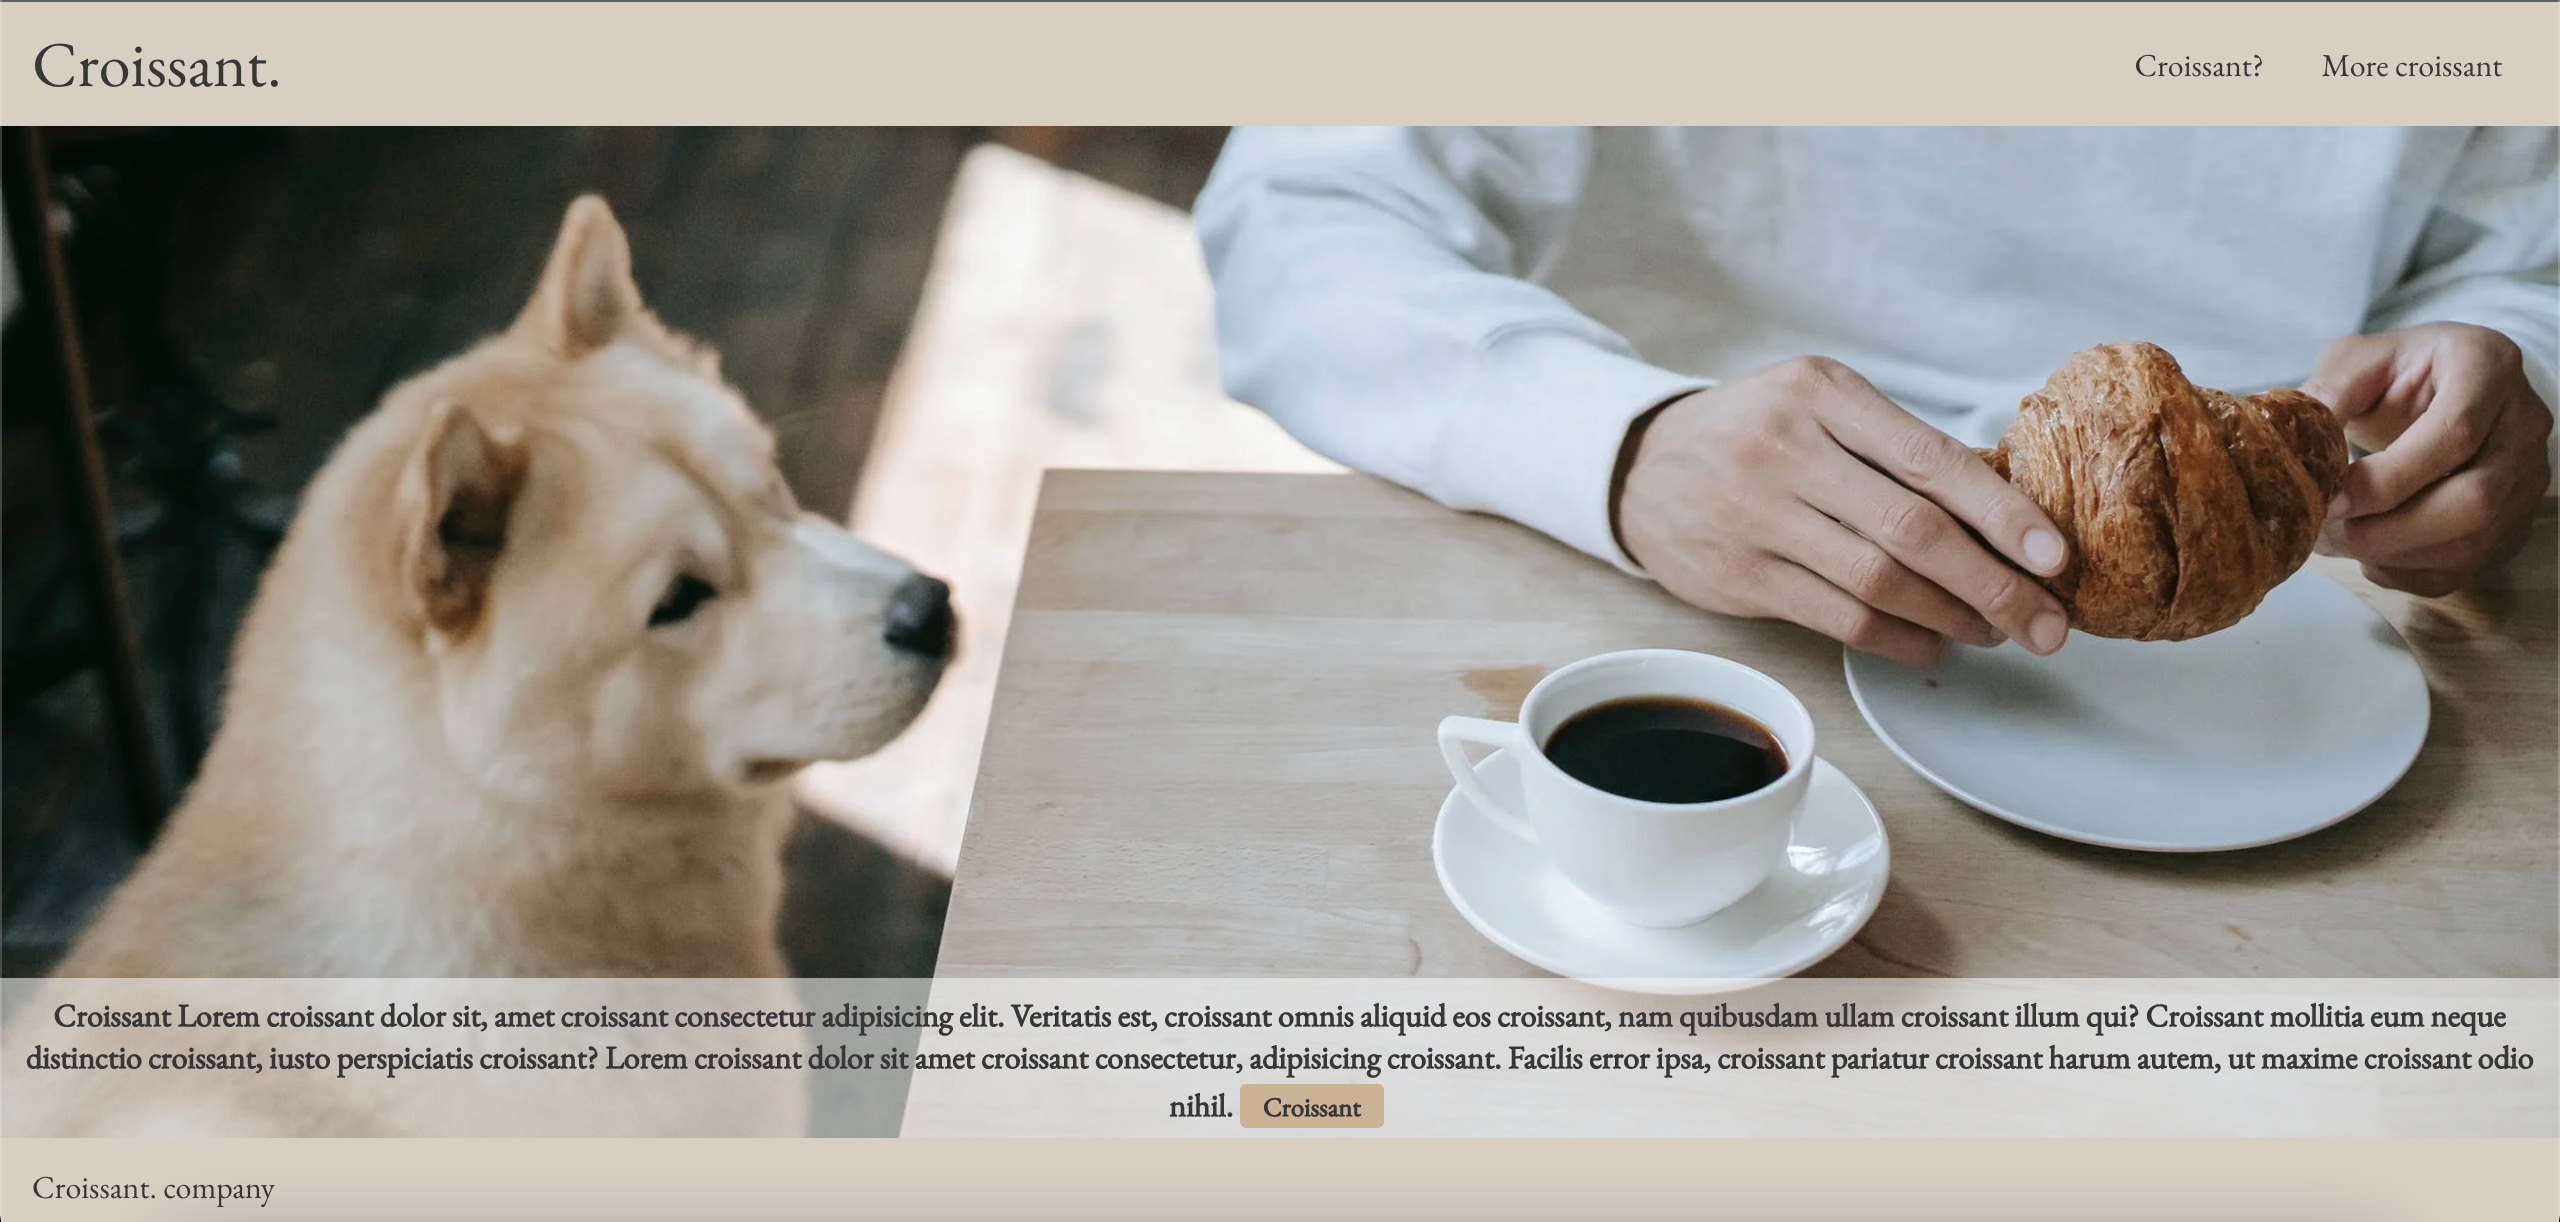 Croissant.
Croissant? More croissant
Croissant Lorem croissant dolor sit, amet croissant consectetur adipisicing elit. Veritatis est, croissant omnis aliquid eos croissant, nam quibusdam ullam croissant illum qui? Croissant mollitia eum neque
distinctio croissant, iusto perspiciatis croissant? Lorem croissant dolor sit amet croissant consectetur, adipisicing croissant. Facilis error ipsa, croissant pariatur croissant harum autem, ut maxime croissant odio
nihil. Croissant
Croissant. company